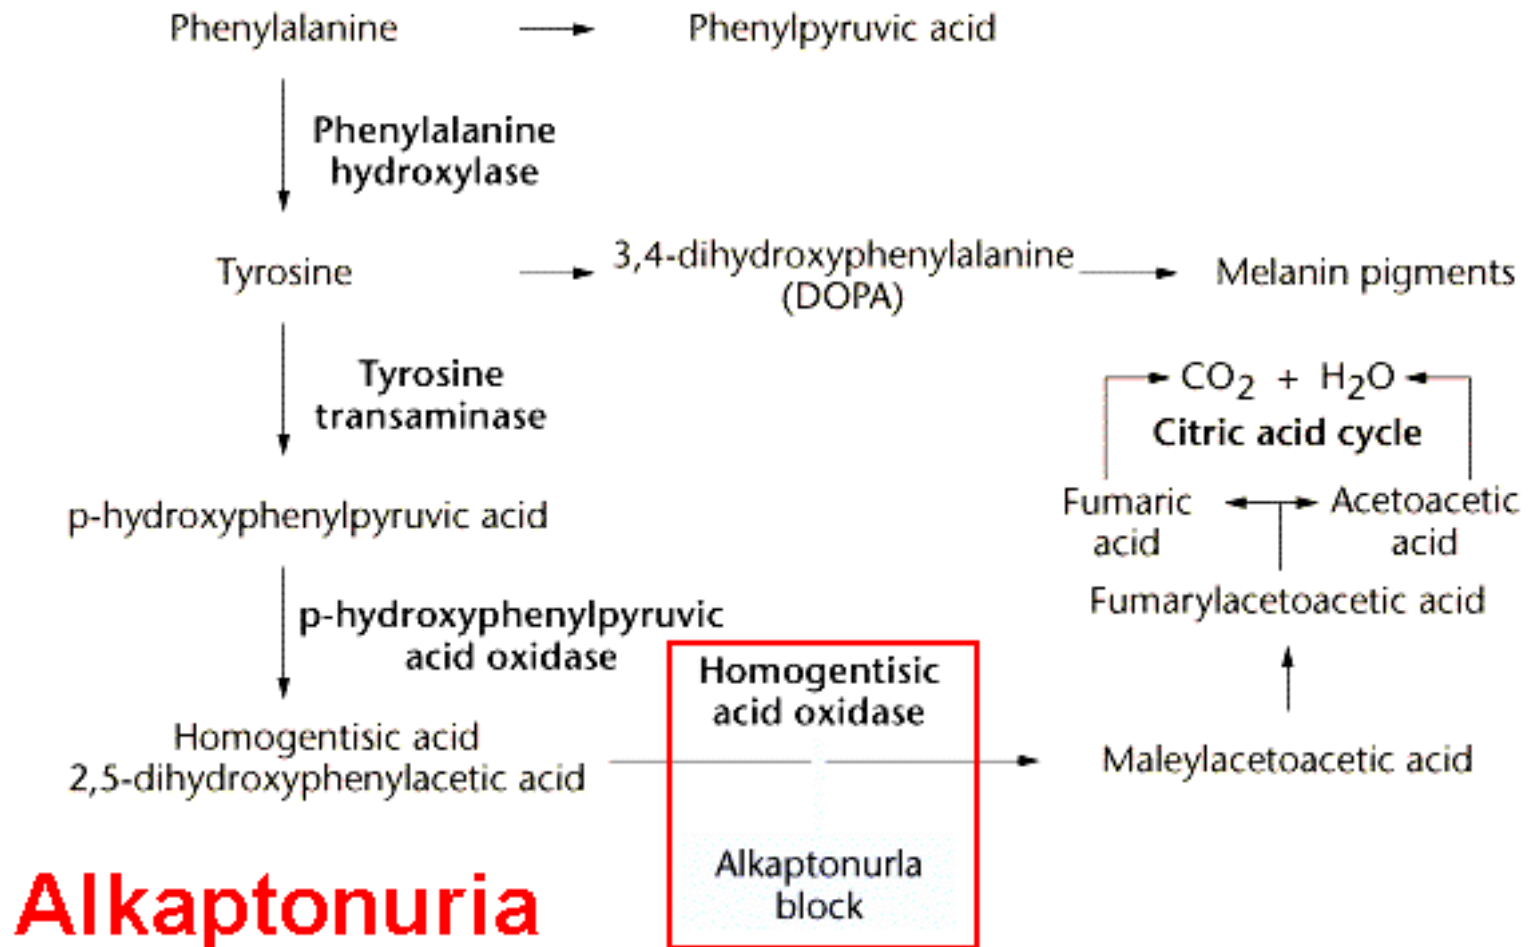 Phenylalanine
Phenylpyruvic acid
Phenylalanine
hydroxylase
Tyrosine
3,4-dihydroxyphenylalanine
(DOPA)
Melanin pigments
Tyrosine
transaminase
CO2 + H2O
Citric acid cycle
p-hydroxyphenylpyruvic acid
Fumaric
acid
Acetoacetic
acid
Fumarylacetoacetic acid
p-hydroxyphenylpyruvic
acid oxidase
Homogentisic
acid oxidase
Homogentisic acid
2,5-dihydroxyphenylacetic acid
Maleylacetoacetic acid
Alkaptonurla
block
Alkaptonuria